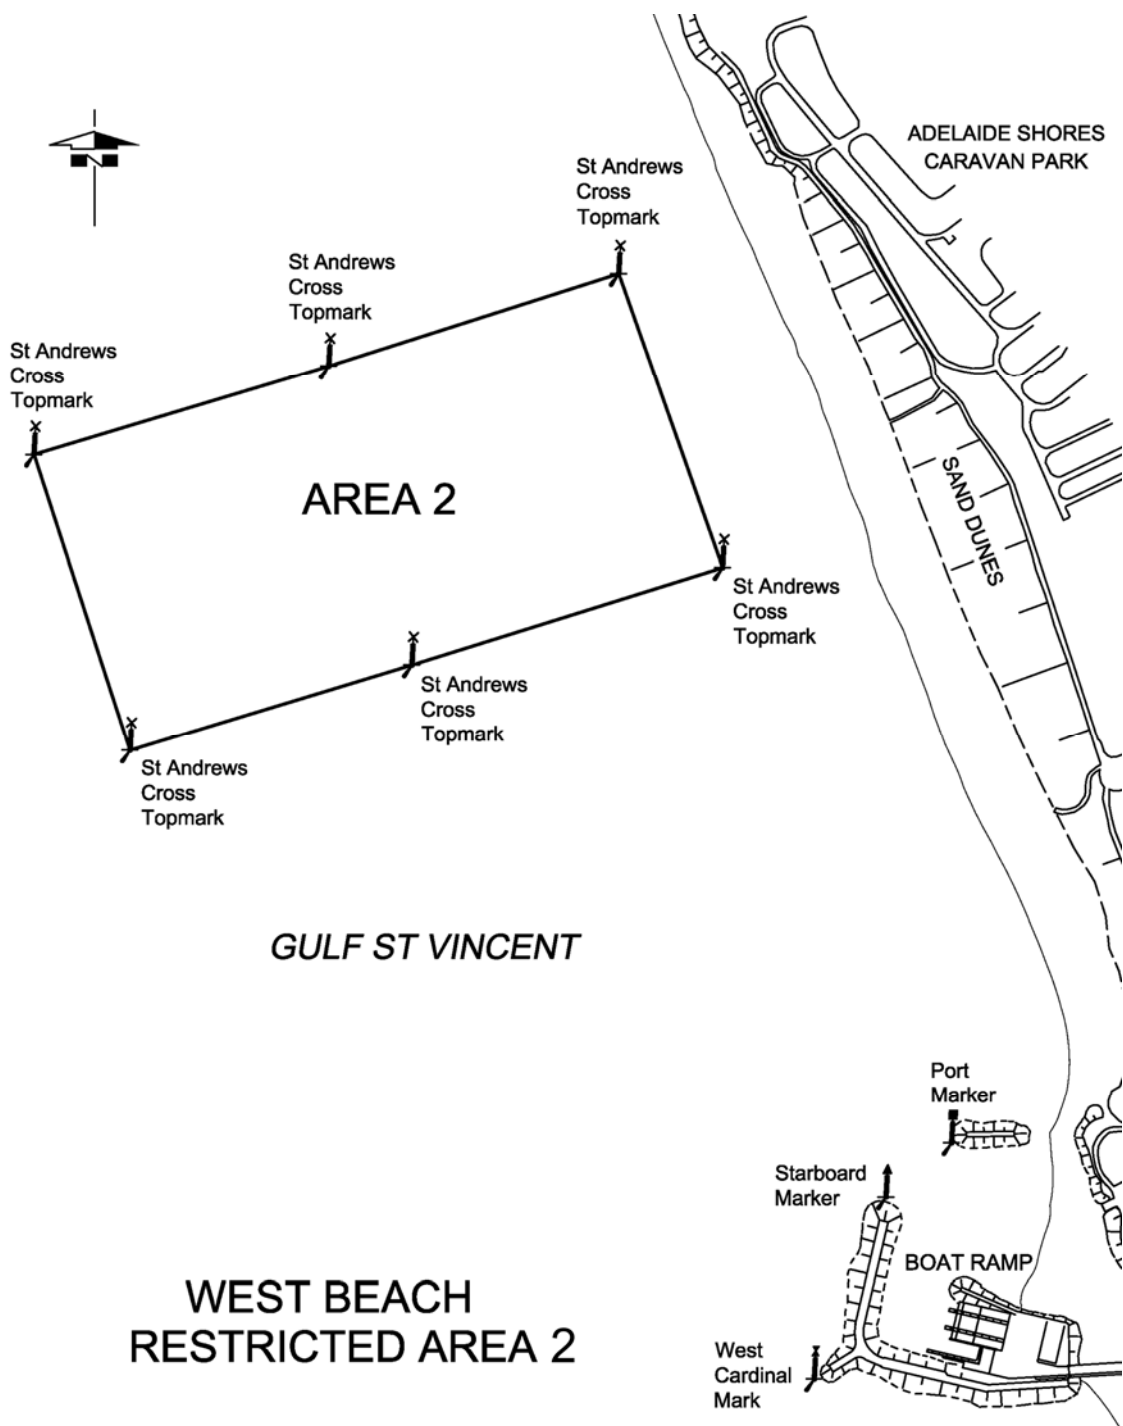 ADELAIDE SHORES
CARAVAN PARK
St Andrews
Cross
Topmark
St Andrews
Cross
Topmark
St Andrews
Cross
Topmark
N
AREA 2
SAND DUNES
St Andrews
Cross
Topmark
St Andrews
Cross
Topmark
St Andrews
Cross
Topmark
GULF ST VINCENT
Port
Marker
Starboard
Marker
BOAT RAMP
WEST BEACH
RESTRICTED AREA 2
West
Cardinal
Mark